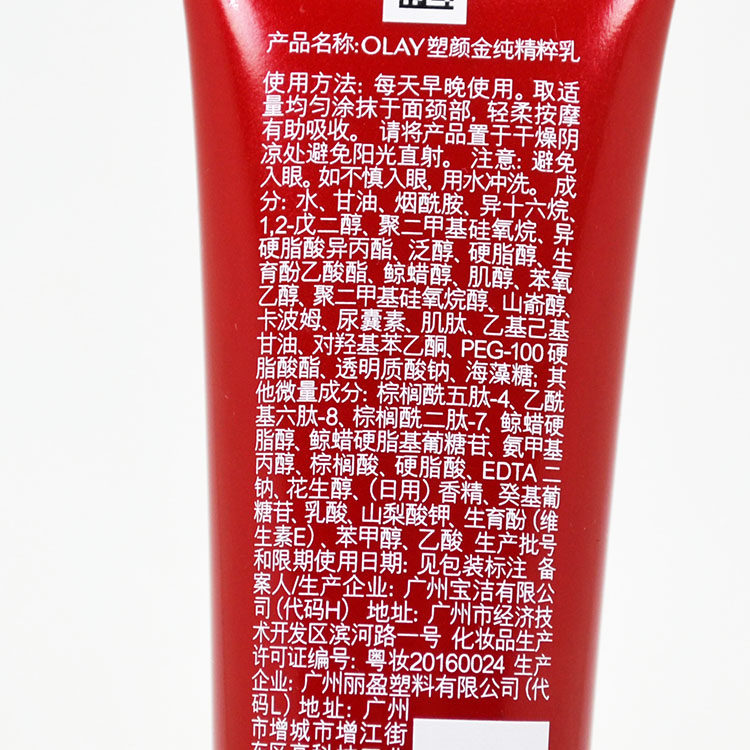 产品名称:OLAY塑颜金纯精粹乳
使用方法: 每天早晚使用。取适
量均匀涂抹于面颈部, 轻柔按摩
有助吸收。 请将产品置于干燥阴
凉处避免阳光直射。 注意: 避免
入眼。如不慎入眼, 用水冲洗。 成
分: 水、甘油、烟酰胺、异十六烷、
1,2-戊二醇、聚二甲基硅氧烷、异
硬脂酸异丙酯、泛醇、硬脂醇、生
育酚乙酸酯、鲸蜡醇、肌醇、苯氧
乙醇、聚二甲基硅氧烷醇、山嵛醇、
卡波姆、尿囊素、肌肽、乙基己基
甘油、对羟基苯乙酮、PEG-100硬
脂酸酯、透明质酸钠、海藻糖; 其
他微量成分: 棕榈酰五肽-4、乙酰
基六肽-8、棕榈酰二肽-7、鲸蜡硬
脂醇、鲸蜡硬脂基葡糖苷、氨甲基
丙醇、棕榈酸、硬脂酸、EDTA 二
钠、花生醇、(日用)香精、癸基葡
糖苷、乳酸、山梨酸钾、生育酚(维
生素E)、苯甲醇、乙酸 生产批号
和限期使用日期: 见包装标注 备
案人/生产企业: 广州宝洁有限公
司(代码H) 地址: 广州市经济技
术开发区滨河路一号 化妆品生产
许可证编号: 粤妆20160024 生产
企业: 广州丽盈塑料有限公司(代
码L) 地址: 广州
市增城市增江街